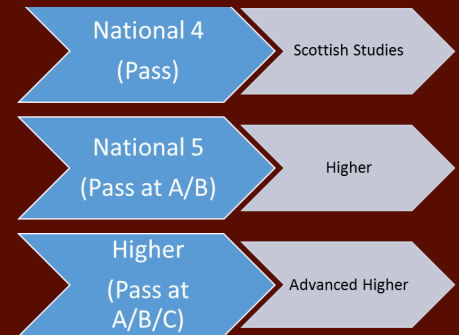 National 4
(Pass)
Scottish Studies
National 5
(Pass at A/B)
Higher
Higher
(Pass at
A/B/C)
Advanced Higher